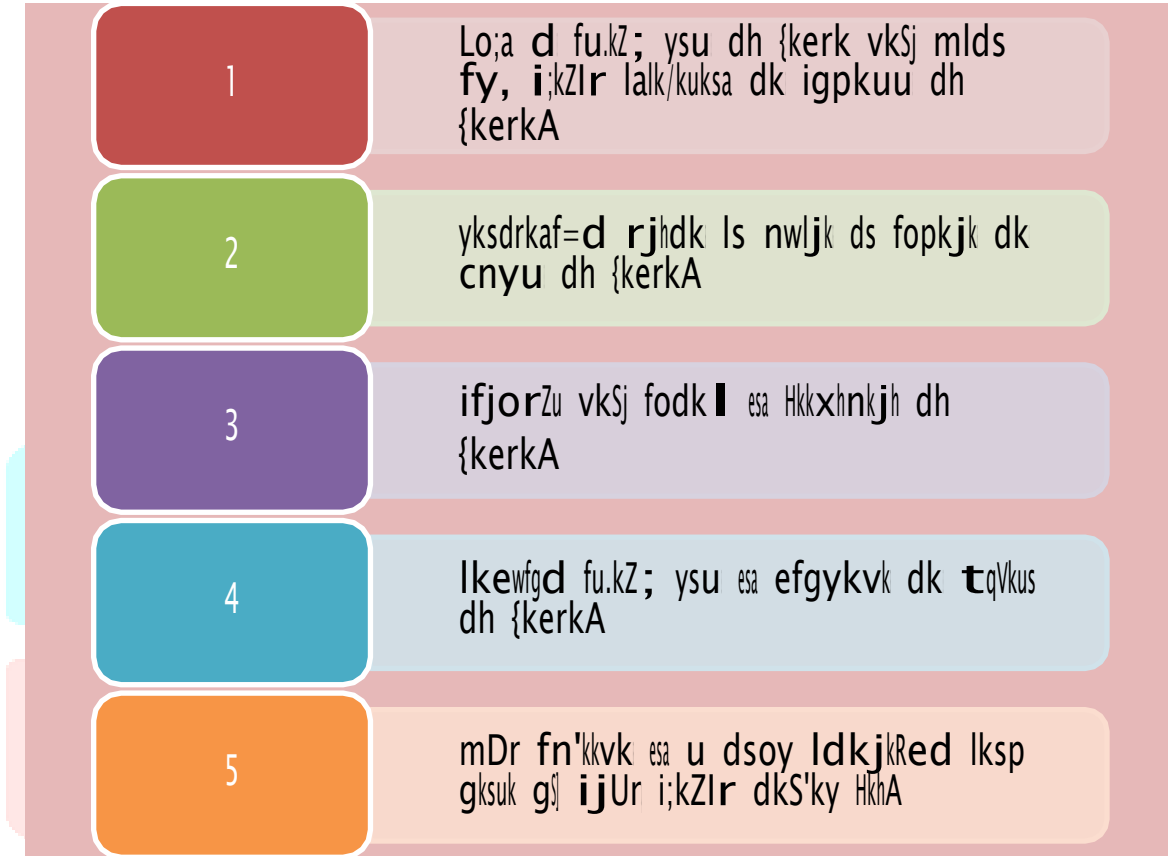 1
Lo;a d fu.kZ; ysu dh {kerk vkSj mlds
fy, i;kZIr lalk/kuksa dk igpkuu dh
{kerkA
2
yksdrkaf=d rjhdk ls nwljk ds fopkjk dk
cnyu dh {kerkA
3
ifjorZu vkSj fodkl esa Hkkxhnkjh dh
{kerkA
4
lkewfgd fu.kZ; ysu esa efgykvk dk tqVkus
dh {kerkA
5
mDr fn'kkvk esa u dsoy ldkjkRed lksp
gksuk gS] ijUr i;kZIr dkS'ky HkhA